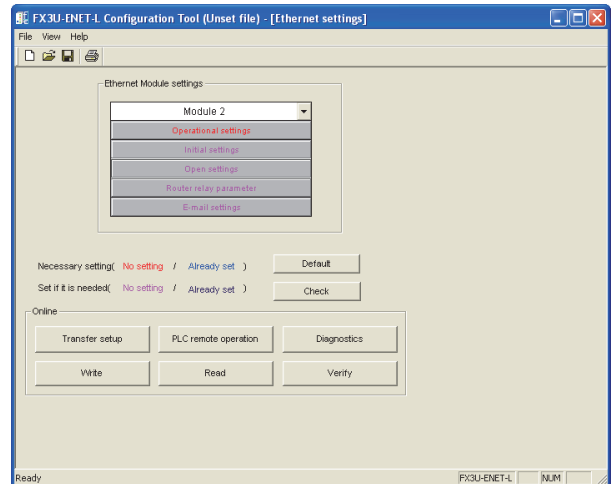 FX3U-ENET-L Configuration Tool (Unset file) - [Ethernet settings]
File View Help
Ethernet Module settings
Module 2
Operational settings
Initial settings
Open settings
Router relay parameter
E-mail settings
Necessary setting( No setting / Already set ) Default
Set if it is needed( No setting / Already set ) Check
Online
Transfer setup PLC remote operation Diagnostics
Write Read Verify
Ready FX3U-ENET-L NUM